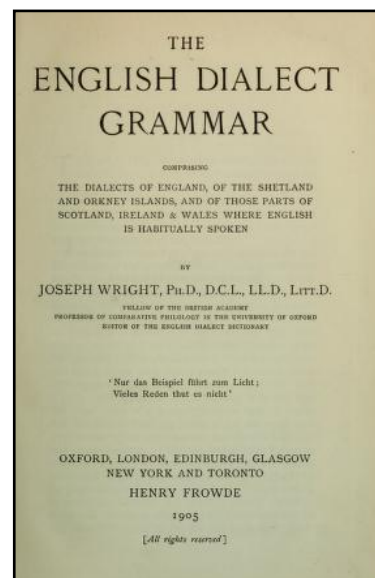 THE
ENGLISH DIALECT
GRAMMAR
COMPRISING
THE DIALECTS OF ENGLAND, OF THE SHETLAND
AND ORKNEY ISLANDS, AND OF THOSE PARTS OF
SCOTLAND, IRELAND & WALES WHERE ENGLISH
IS HABITUALLY SPOKEN
BY
JOSEPH WRIGHT, PH.D., D.C.L., LL.D., LITT.D.
FELLOW OF THE BRITISH ACADEMY
PROFESSOR OF COMPARATIVE PHILOLOGY IN THE UNIVERSITY OF OXFORD
EDITOR OF THE ENGLISH DIALECT DICTIONARY
'Nur das Beispiel führt zum Licht;
Vieles Reden thut es nicht'
OXFORD, LONDON, EDINBURGH, GLASGOW
NEW YORK AND TORONTO
HENRY FROWDE
1905
[All rights reserved]